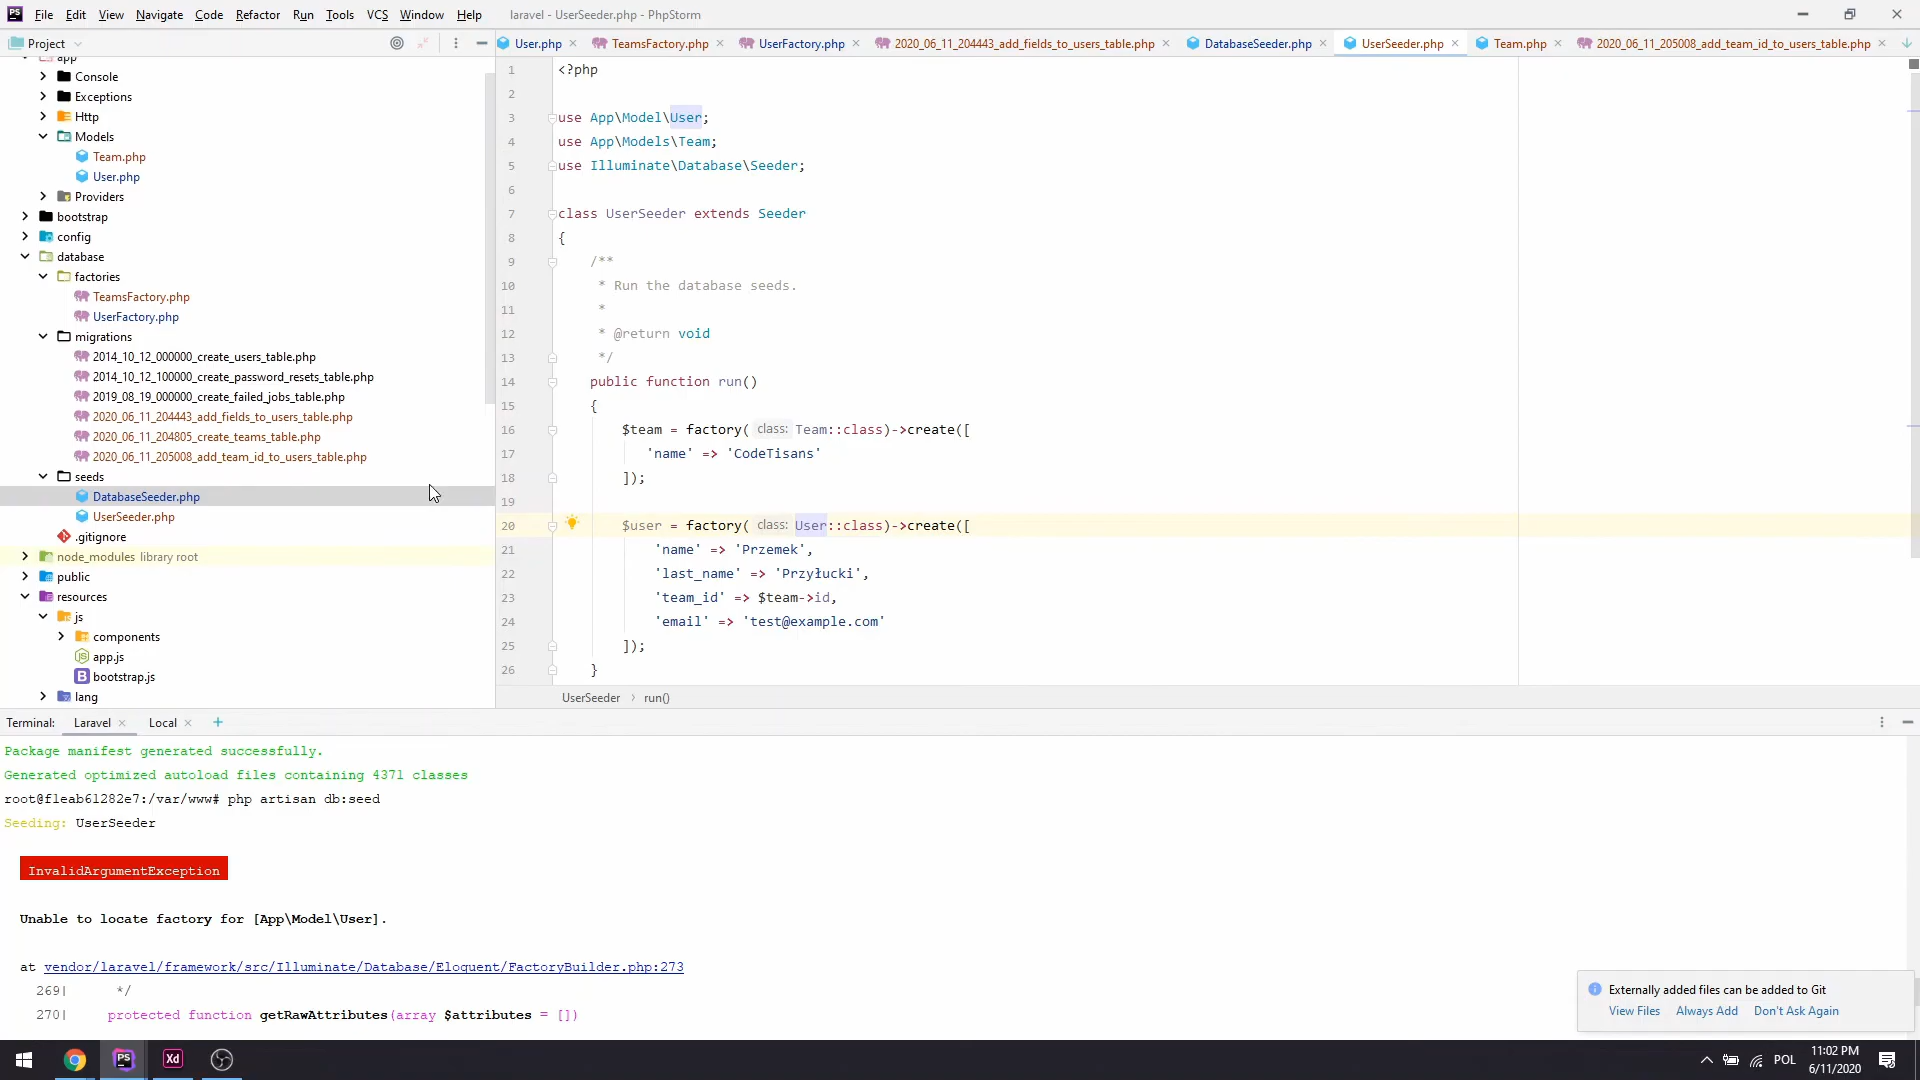 PS File Edit View Navigate Code Refactor Run Tools VCS Window Help laravel - UserSeeder.php - PhpStorm
Project
User.php TeamsFactory.php UserFactory.php 2020_06_11_204443_add_fields_to_users_table.php DatabaseSeeder.php UserSeeder.php Team.php 2020_06_11_205008_add_team_id_to_users_table.php
app
Console
Exceptions
Http
Models
Team.php
User.php
Providers
bootstrap
config
database
factories
TeamsFactory.php
UserFactory.php
migrations
2014_10_12_000000_create_users_table.php
2014_10_12_100000_create_password_resets_table.php
2019_08_19_000000_create_failed_jobs_table.php
2020_06_11_204443_add_fields_to_users_table.php
2020_06_11_204805_create_teams_table.php
2020_06_11_205008_add_team_id_to_users_table.php
seeds
DatabaseSeeder.php
UserSeeder.php
.gitignore
node_modules library root
public
resources
js
components
JS app.js
B bootstrap.js
lang
1 <?php
2
3 use App\Model\User;
4 use App\Models\Team;
5 use Illuminate\Database\Seeder;
6
7 class UserSeeder extends Seeder
8 {
9 /**
10 * Run the database seeds.
11 *
12 * @return void
13 */
14 public function run()
15 {
16 $team = factory( class: Team::class)->create([
17 'name' => 'CodeTisans'
18 ]);
19
20 $user = factory( class: User::class)->create([
21 'name' => 'Przemek',
22 'last_name' => 'Przyłucki',
23 'team_id' => $team->id,
24 'email' => 'test@example.com'
25 ]);
26 }
UserSeeder › run()
Terminal: Laravel × Local × +
Package manifest generated successfully.
Generated optimized autoload files containing 4371 classes
root@f1eab61282e7:/var/www# php artisan db:seed
Seeding: UserSeeder
InvalidArgumentException
Unable to locate factory for [App\Model\User].
at vendor/laravel/framework/src/Illuminate/Database/Eloquent/FactoryBuilder.php:273
269| */
270| protected function getRawAttributes(array $attributes = [])
Externally added files can be added to Git
View Files Always Add Don't Ask Again
PS Xd POL 11:02 PM
6/11/2020